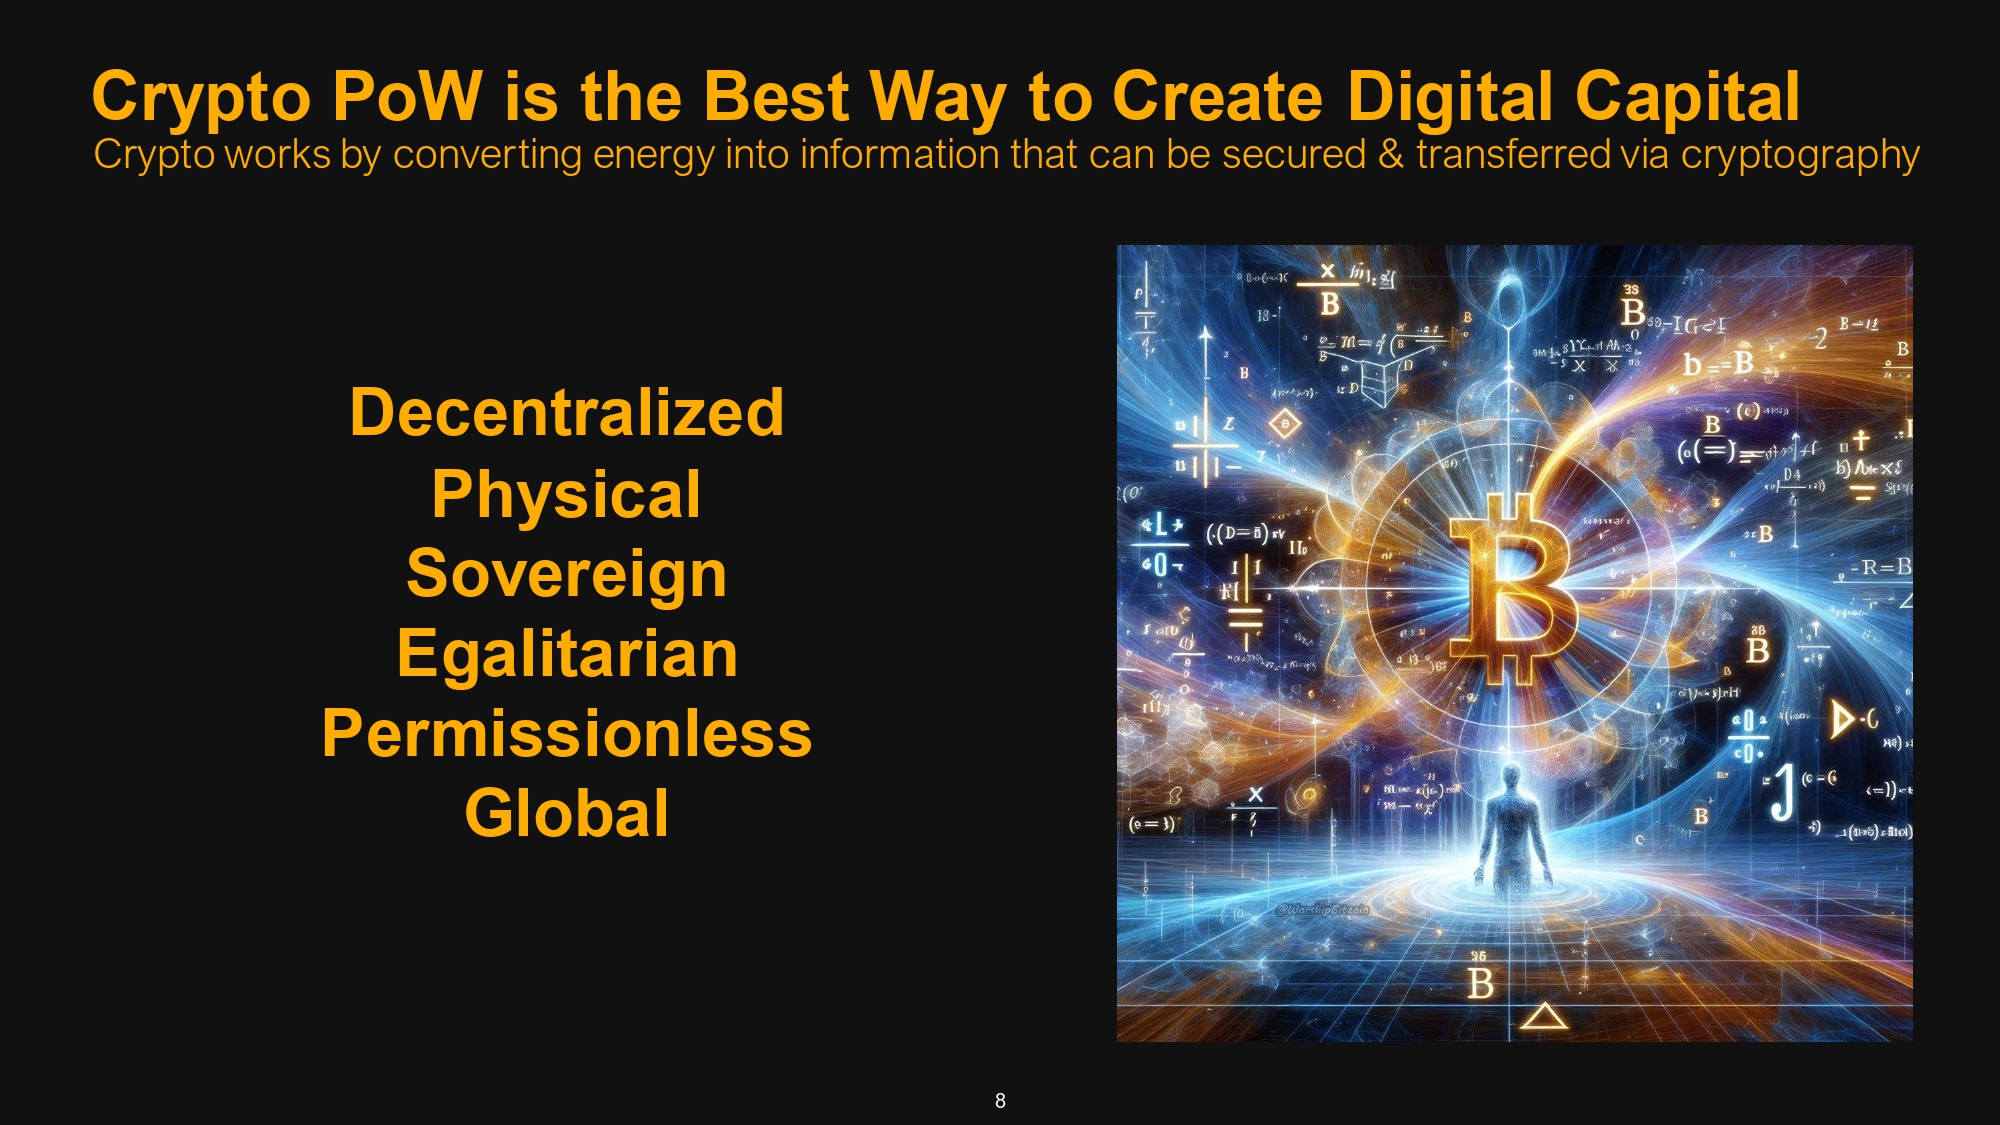 Crypto PoW is the Best Way to Create Digital Capital
Crypto works by converting energy into information that can be secured & transferred via cryptography
Decentralized
Physical
Sovereign
Egalitarian
Permissionless
Global
@WorshipBitcoin
8